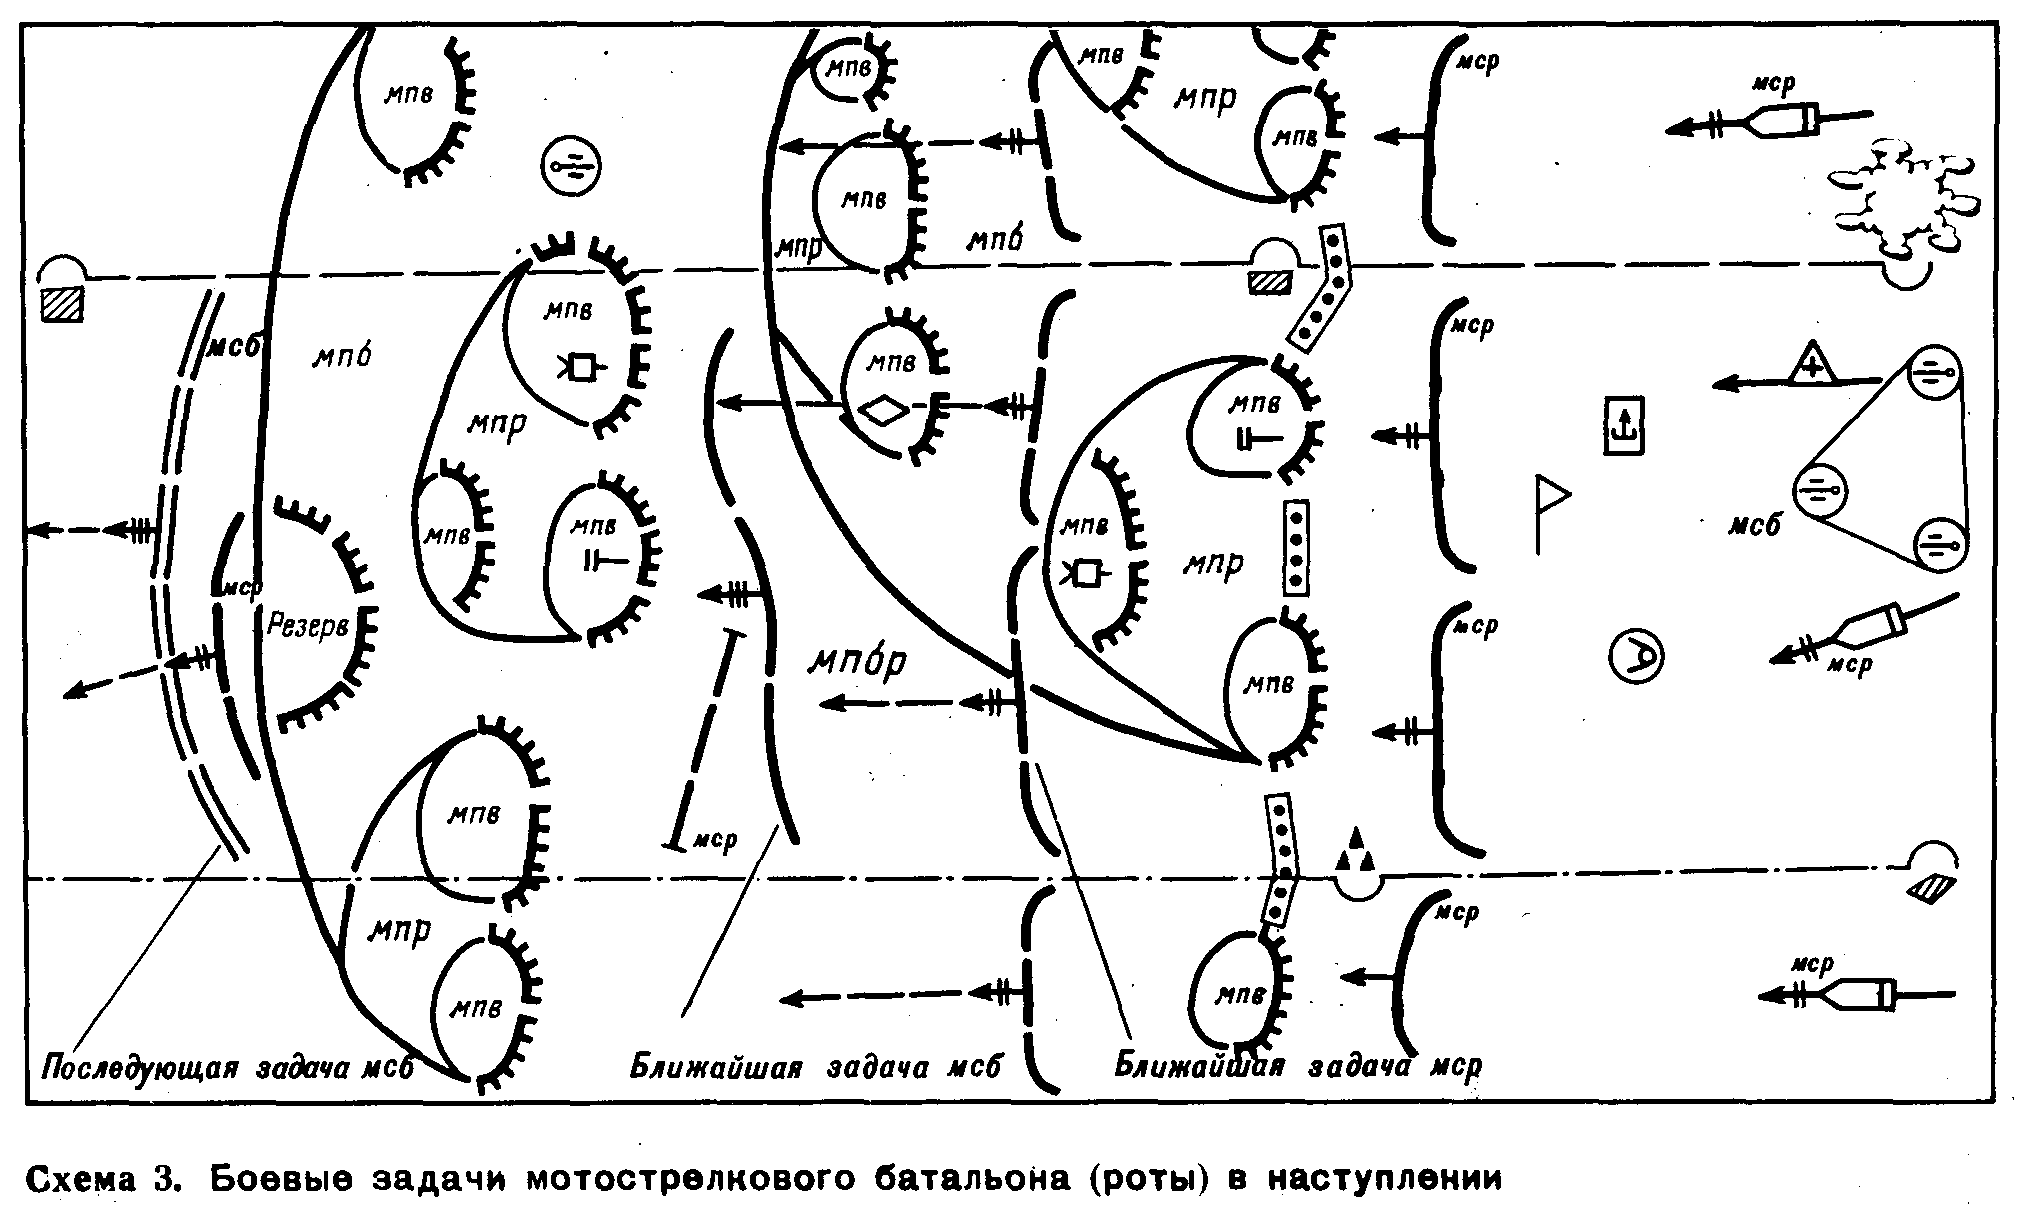 мср
мпв
мпв
мпв
мпр
мпв
мср
мпв
мпр
мпб
мсб
мпб
мпв
мпв
мср
мпр
мпв
мпв
мпв
мпв
мпв
мпр
мсб
мср
Резерв
мпбр
мпв
мср
мср
мпв
мср
мпр
мпв
мпв
мср
мср
Последующая задача мсб
Ближайшая задача мсб
Ближайшая задача мср
Схема 3. Боевые задачи мотострелкового батальона (роты) в наступлении